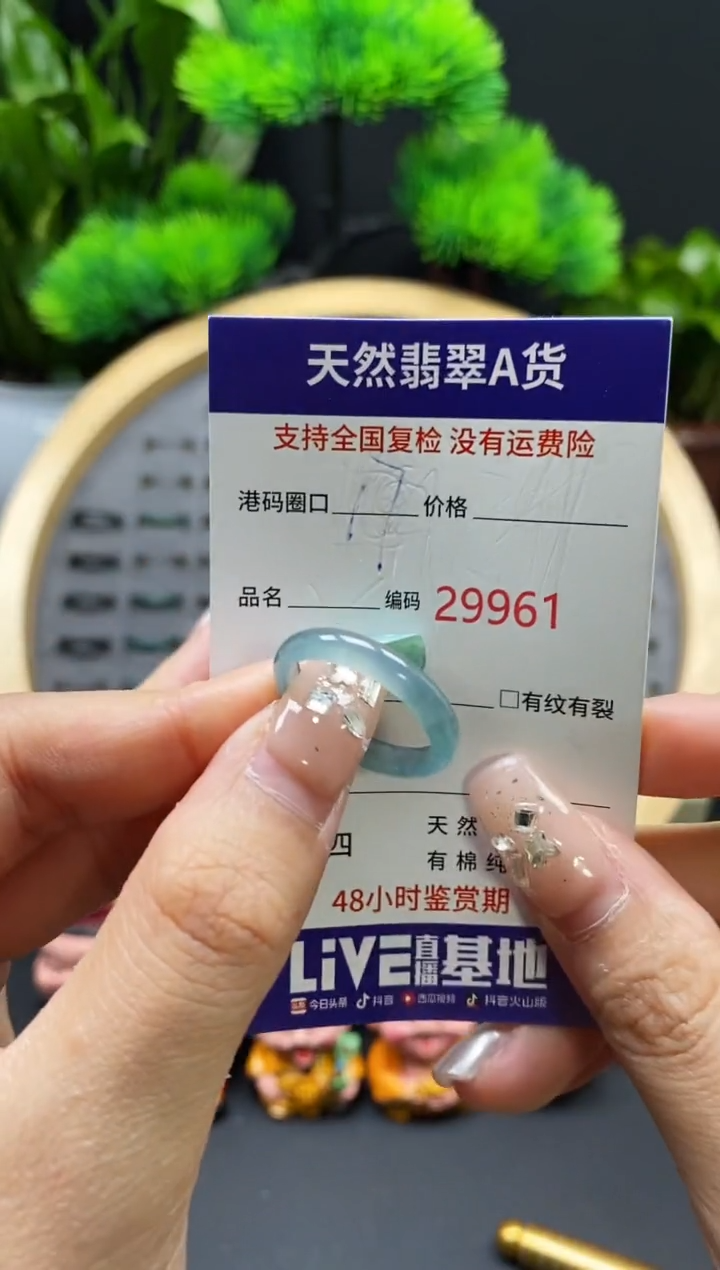 天然翡翠A货
支持全国复检 没有运费险
港码圈口 17 价格
品名 编码 29961
□有纹有裂
四 天然
有棉纯
48小时鉴赏期
LiVE直播基地
今日头条 抖音 西瓜视频 抖音火山版